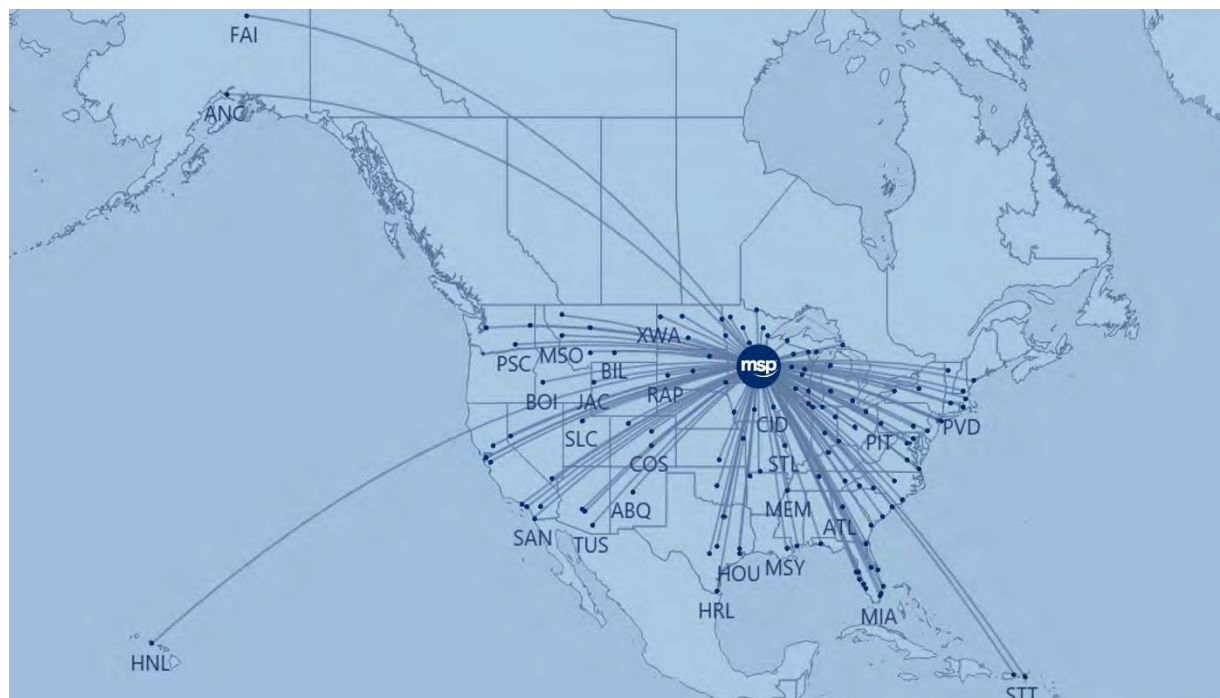 FAI
ANC
XWA
PSC
MSO
BIL
msp
BOI
JAC
RAP
SLC
CID
PIT
PVD
COS
STL
ABQ
MEM
ATL
SAN
TUS
HOU
MSY
HRL
MIA
HNL
STT